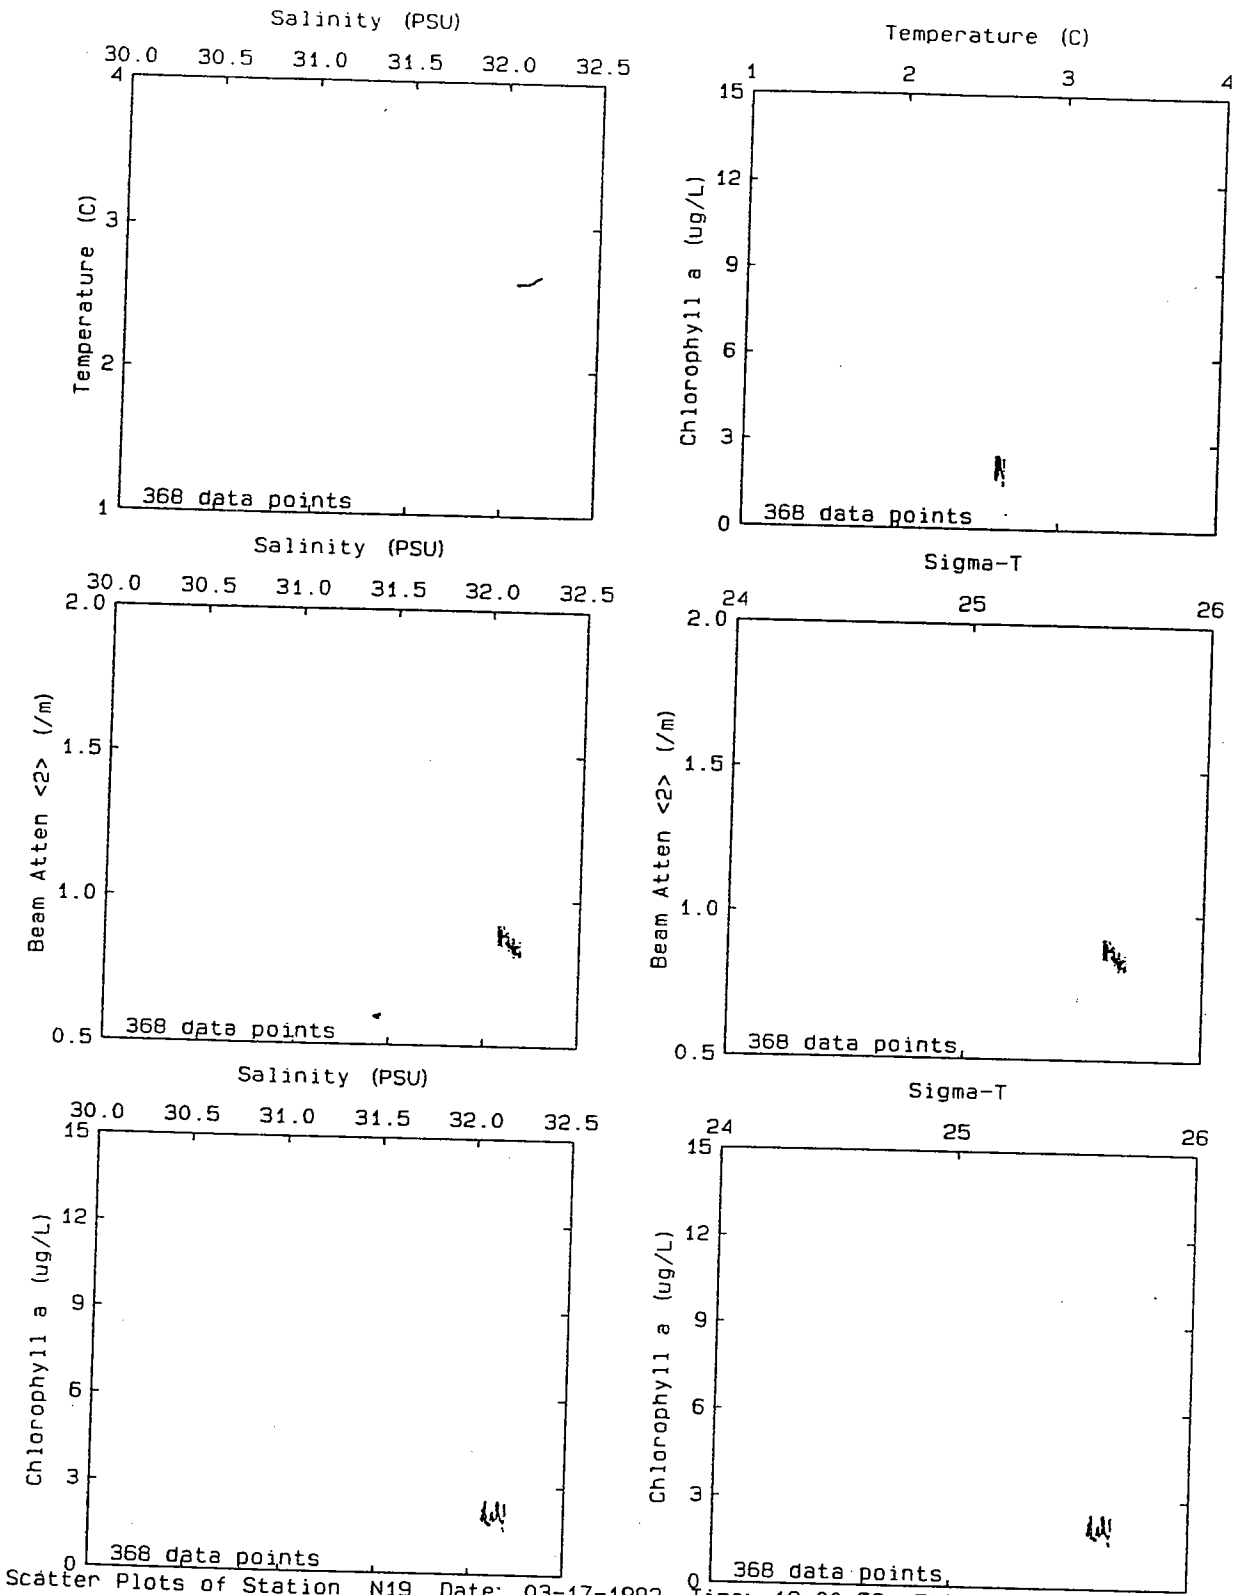 Salinity (PSU)
30.0 30.5 31.0 31.5 32.0 32.5
4
3
2
1
Temperature (C)
368 data points
Temperature (C)
1 2 3 4
15
12
9
6
3
0
Chlorophyll a (ug/L)
368 data points
Salinity (PSU)
30.0 30.5 31.0 31.5 32.0 32.5
2.0
1.5
1.0
0.5
Beam Atten <2> (/m)
368 data points
Sigma-T
24 25 26
2.0
1.5
1.0
0.5
Beam Atten <2> (/m)
368 data points
Salinity (PSU)
30.0 30.5 31.0 31.5 32.0 32.5
15
12
9
6
3
0
Chlorophyll a (ug/L)
368 data points
Sigma-T
24 25 26
15
12
9
6
3
0
Chlorophyll a (ug/L)
368 data points
Scatter Plots of Station N19 Date: 03-17-1992